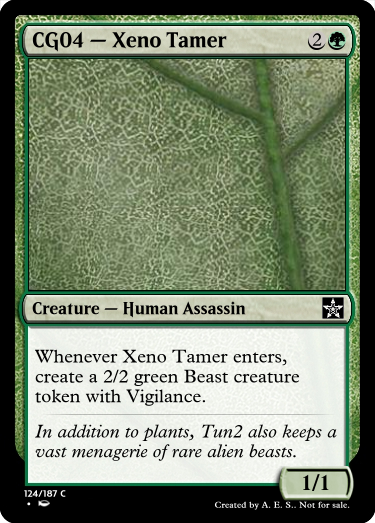 CG04 — Xeno Tamer 2
Creature — Human Assassin
Whenever Xeno Tamer enters,
create a 2/2 green Beast creature
token with Vigilance.
In addition to plants, Tun2 also keeps a
vast menagerie of rare alien beasts.
1/1
124/187 C
Created by A. E. S.. Not for sale.